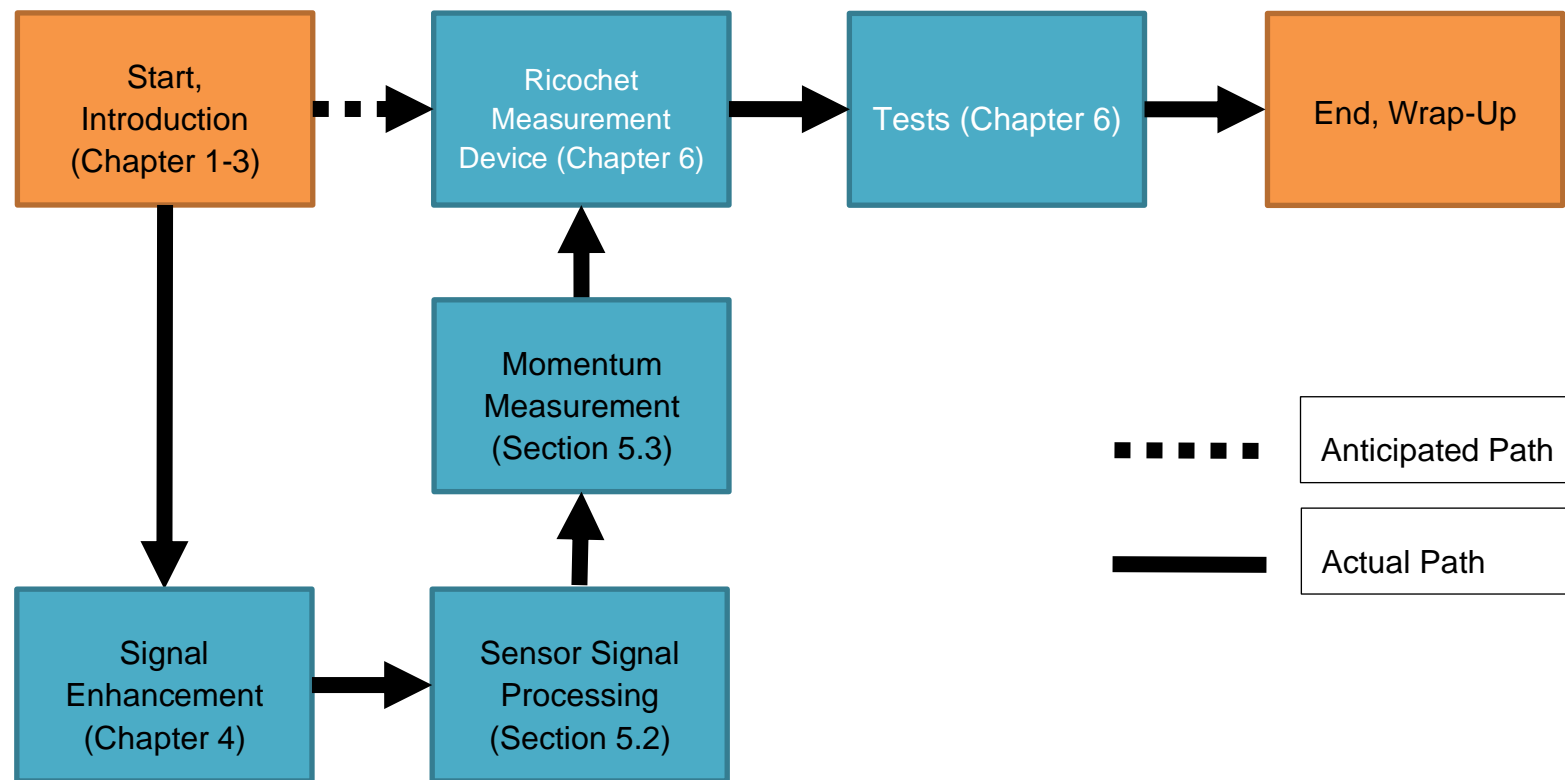 Start,
Introduction
(Chapter 1-3)
Ricochet
Measurement
Device (Chapter 6)
Tests (Chapter 6)
End, Wrap-Up
Momentum
Measurement
(Section 5.3)
Anticipated Path
Actual Path
Signal
Enhancement
(Chapter 4)
Sensor Signal
Processing
(Section 5.2)